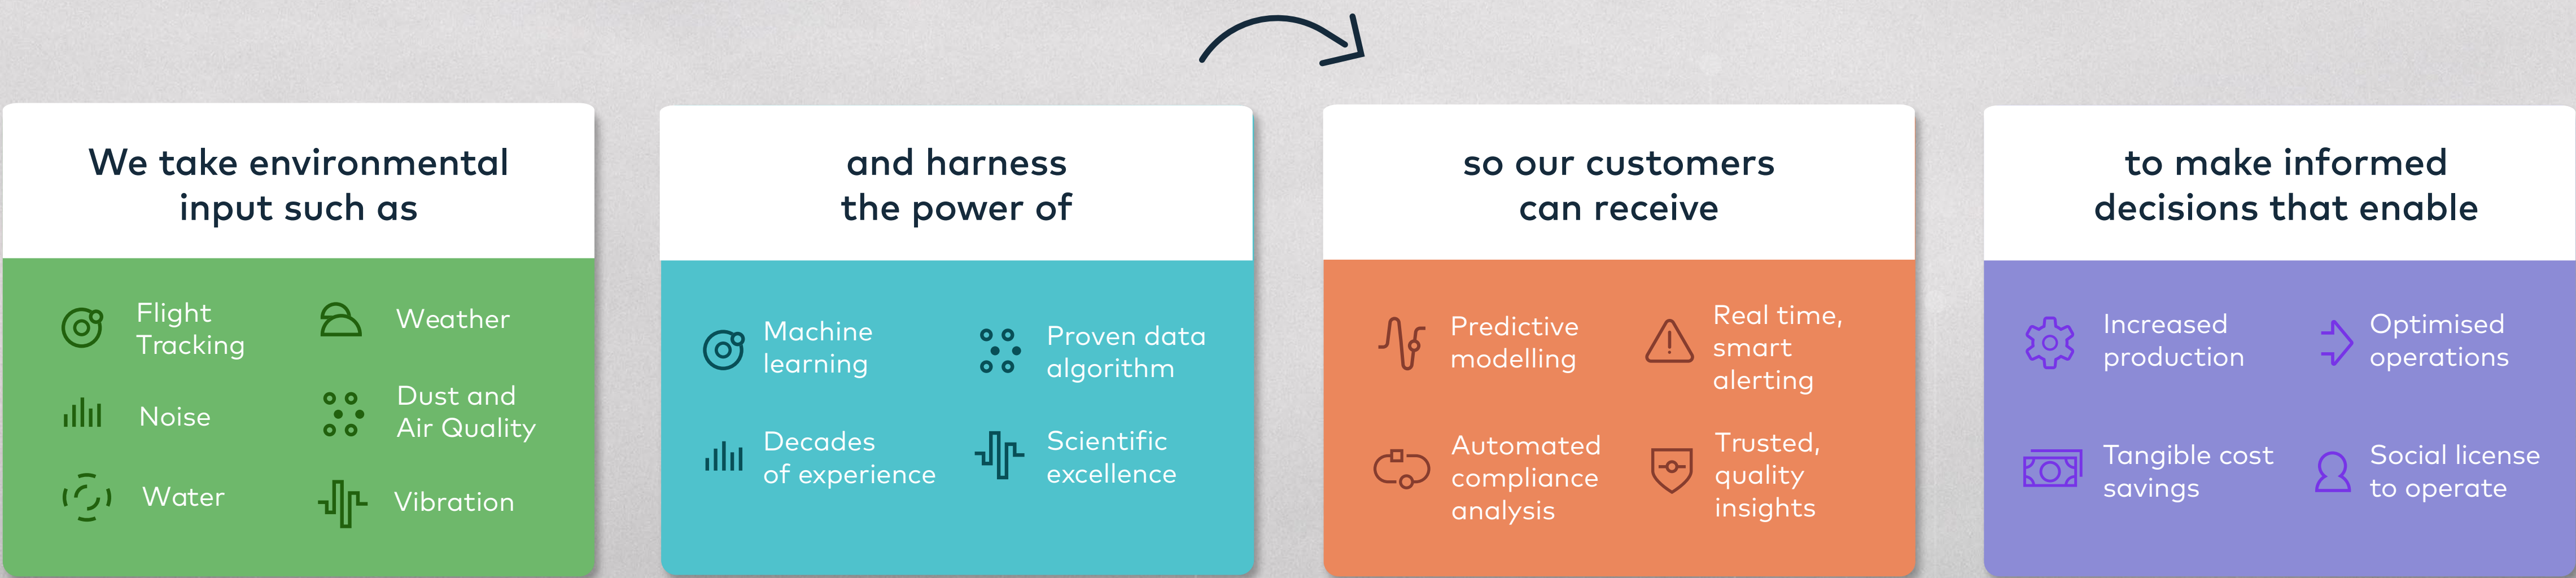 We take environmental
input such as
Flight
Tracking
Weather
Noise
Dust and
Air Quality
Water
Vibration
and harness
the power of
Machine
learning
Proven data
algorithm
Decades
of experience
Scientific
excellence
so our customers
can receive
Predictive
modelling
Real time,
smart
alerting
Automated
compliance
analysis
Trusted,
quality
insights
to make informed
decisions that enable
Increased
production
Optimised
operations
Tangible cost
savings
Social license
to operate